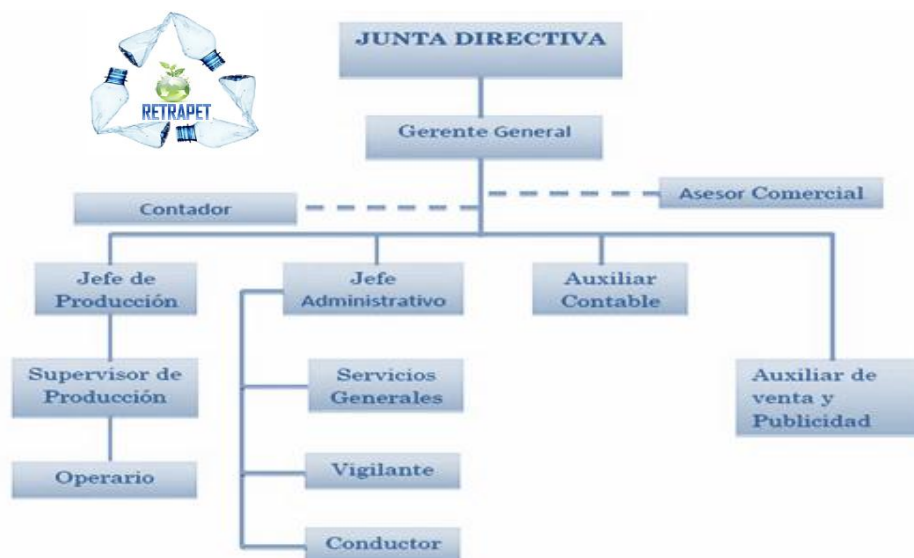 RETRAPET
JUNTA DIRECTIVA
Gerente General
Contador
Asesor Comercial
Jefe de
Producción
Jefe
Administrativo
Auxiliar
Contable
Supervisor de
Producción
Servicios
Generales
Auxiliar de
venta y
Publicidad
Operario
Vigilante
Conductor